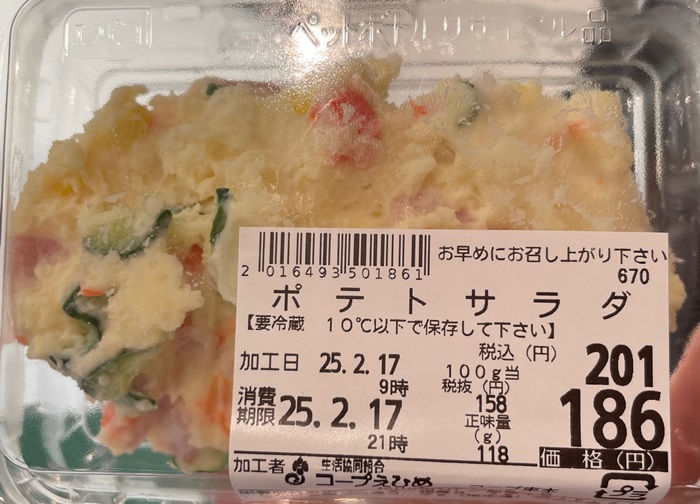 ペットボトルリサイクル品
2 016493 501861
お早めにお召し上がり下さい
670
ポテトサラダ
【要冷蔵 10℃以下で保存して下さい】
加工日 25.2.17
9時
消費期限 25.2.17
21時
100g当
税抜(円)
158
正味量(g)
118
税込(円) 201
186
価格(円)
加工者 生活協同組合
コープえひめ